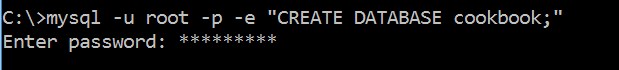 C:\>mysql -u root -p -e "CREATE DATABASE cookbook;"
Enter password: *********